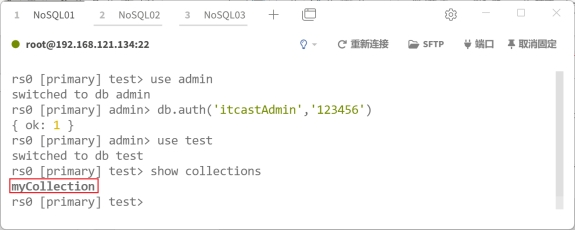 1 NoSQL01 2 NoSQL02 3 NoSQL03
root@192.168.121.134:22 重新连接 SFTP 端口 取消固定
rs0 [primary] test> use admin
switched to db admin
rs0 [primary] admin> db.auth('itcastAdmin','123456')
{ ok: 1 }
rs0 [primary] admin> use test
switched to db test
rs0 [primary] test> show collections
myCollection
rs0 [primary] test>